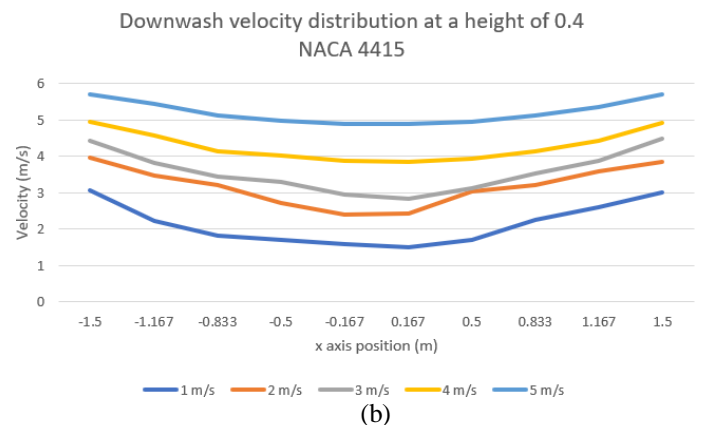 Downwash velocity distribution at a height of 0.4
NACA 4415
6
5
4
3
2
1
0
Velocity (m/s)
-1.5 -1.167 -0.833 -0.5 -0.167 0.167 0.5 0.833 1.167 1.5
x axis position (m)
1 m/s 2 m/s 3 m/s 4 m/s 5 m/s
(b)